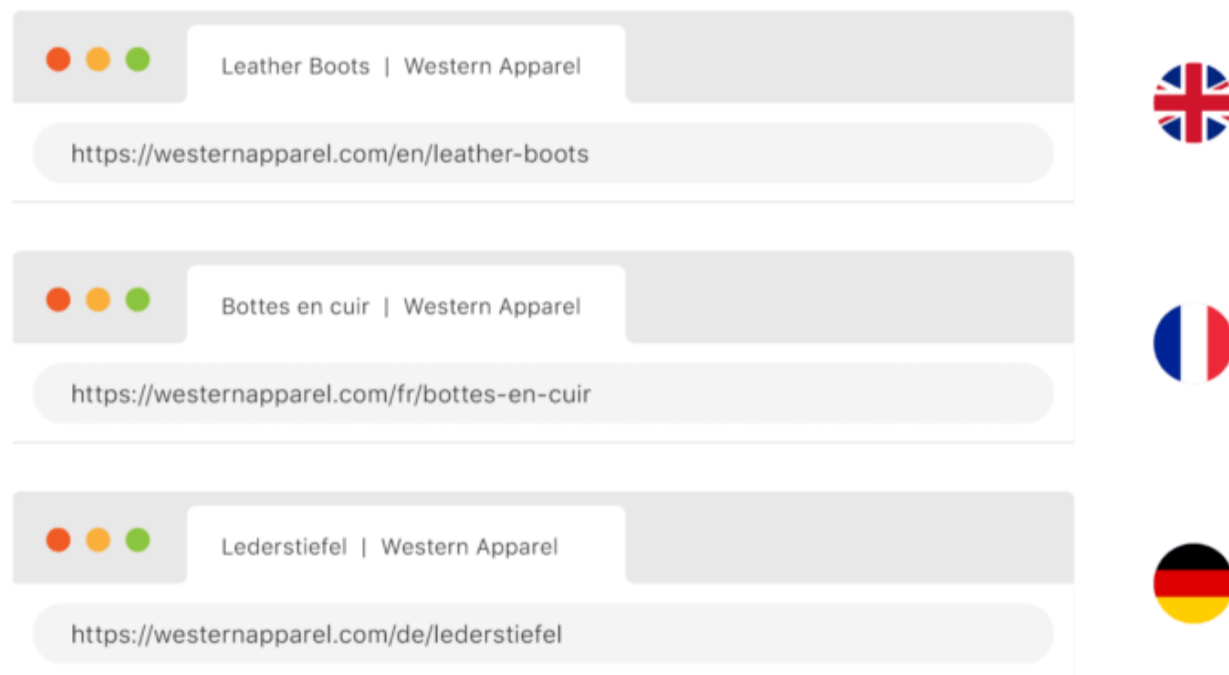 Leather Boots | Western Apparel
https://westernapparel.com/en/leather-boots
Bottes en cuir | Western Apparel
https://westernapparel.com/fr/bottes-en-cuir
Lederstiefel | Western Apparel
https://westernapparel.com/de/lederstiefel